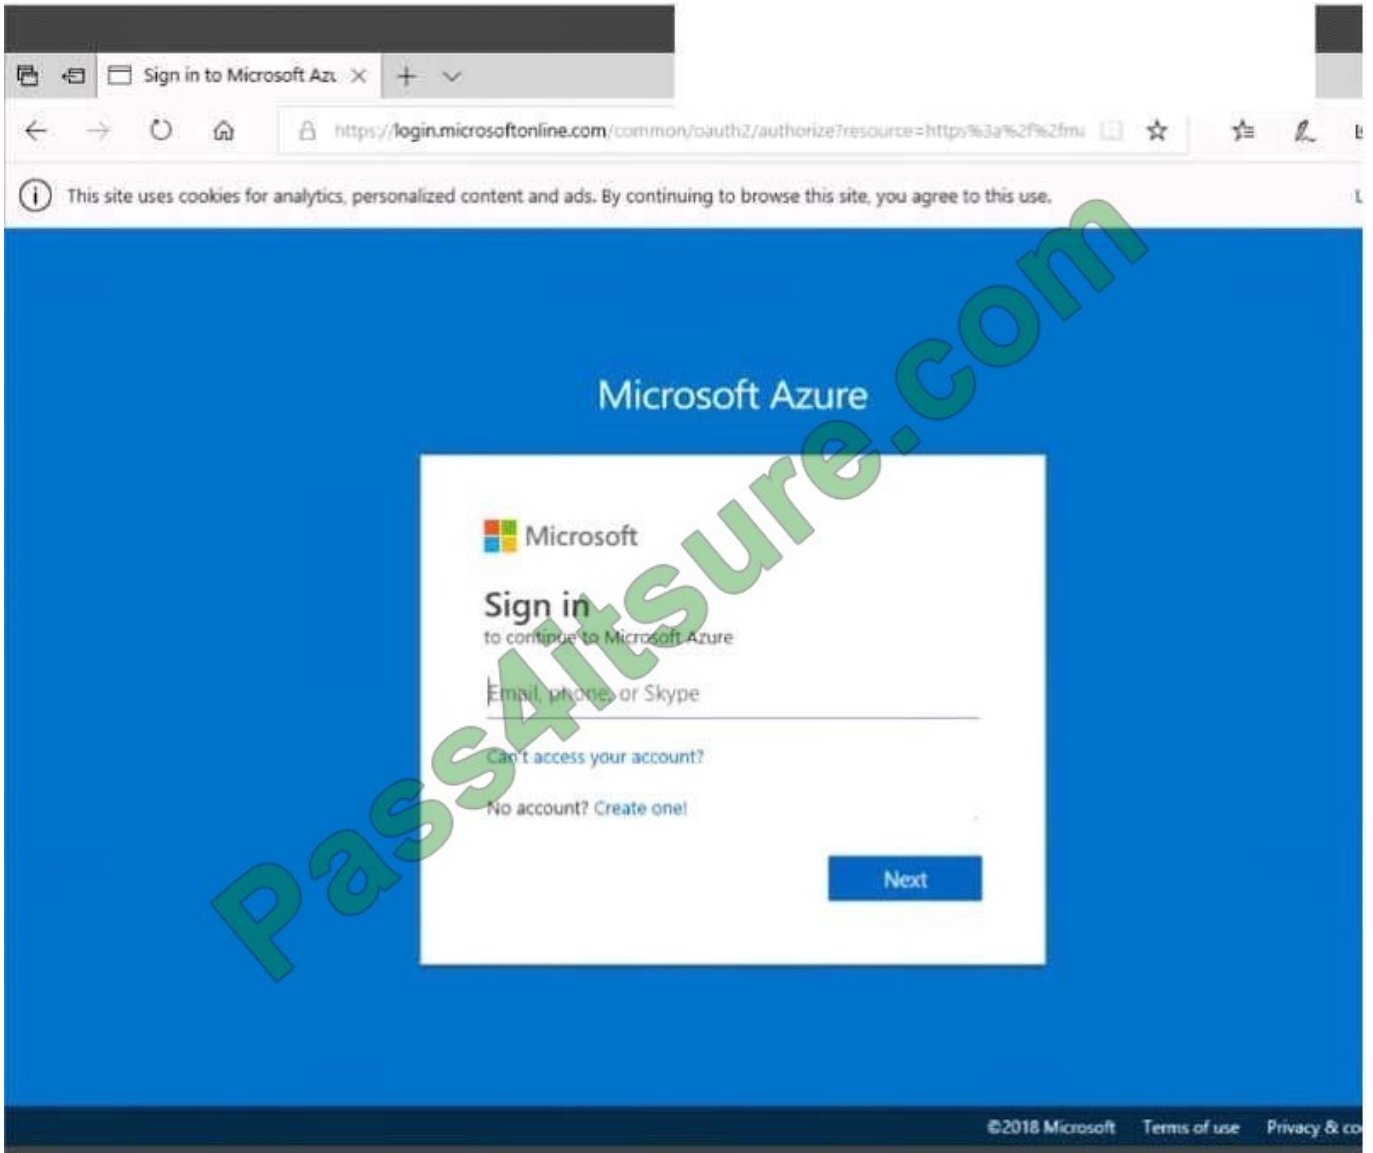 Sign in to Microsoft Azu
https://login.microsoftonline.com/common/oauth2/authorize?resource=https%3a%2f%2fma
This site uses cookies for analytics, personalized content and ads. By continuing to browse this site, you agree to this use.
Microsoft Azure
Microsoft
Sign in
to continue to Microsoft Azure
Email, phone, or Skype
Can't access your account?
No account? Create one!
Next
Pass4itsure.com
©2018 Microsoft Terms of use Privacy & co